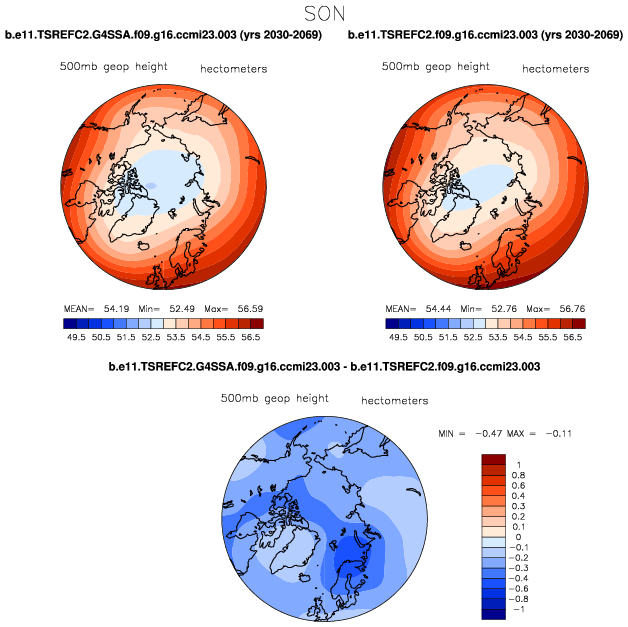 SON
b.e11.TSREFC2.G4SSA.f09.g16.ccmi23.003 (yrs 2030-2069)
b.e11.TSREFC2.f09.g16.ccmi23.003 (yrs 2030-2069)
500mb geop height hectometers
500mb geop height hectometers
MEAN= 54.19 Min= 52.49 Max= 56.59
MEAN= 54.44 Min= 52.76 Max= 56.76
49.5 50.5 51.5 52.5 53.5 54.5 55.5 56.5
49.5 50.5 51.5 52.5 53.5 54.5 55.5 56.5
b.e11.TSREFC2.G4SSA.f09.g16.ccmi23.003 - b.e11.TSREFC2.f09.g16.ccmi23.003
500mb geop height hectometers
MIN = -0.47 MAX = -0.11
1
0.8
0.6
0.4
0.3
0.2
0.1
0
-0.1
-0.2
-0.3
-0.4
-0.6
-0.8
-1